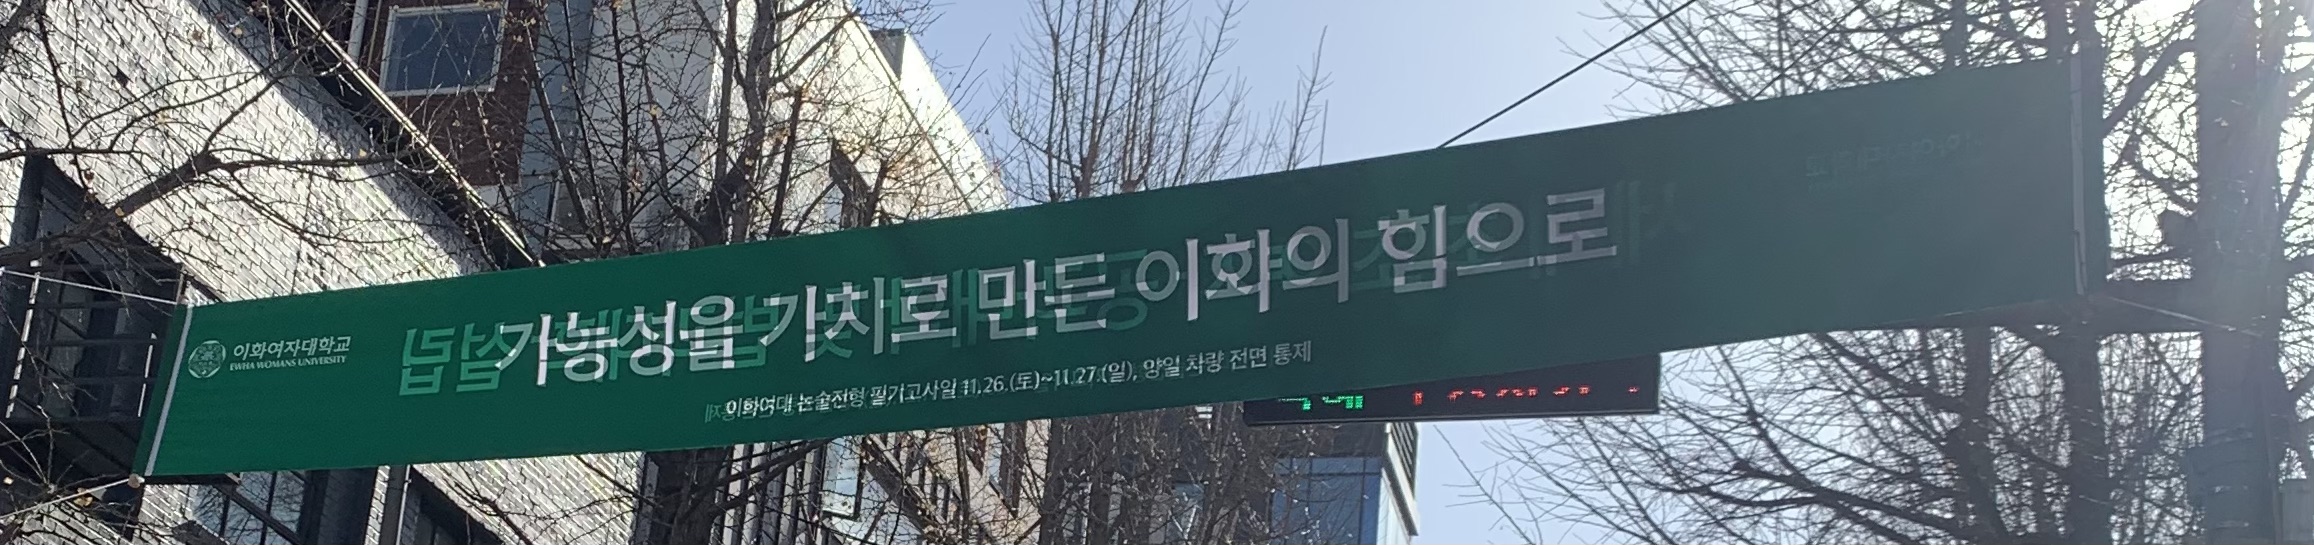 이화여자대학교
EWHA WOMANS UNIVERSITY
가능성을 가치로 만든 이화의 힘으로
이화여대 논술전형 필기고사일 11.26.(토)~11.27.(일), 양일 차량 전면 통제